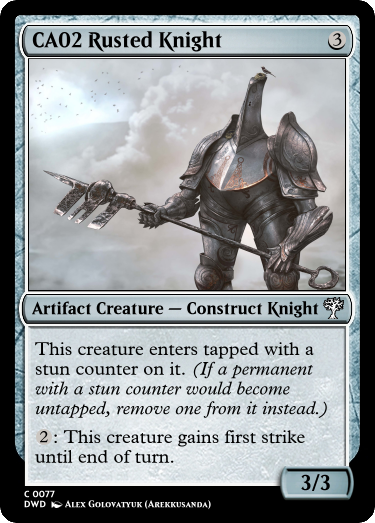 CA02 Rusted Knight 3
Artifact Creature — Construct Knight
This creature enters tapped with a
stun counter on it. (If a permanent
with a stun counter would become
untapped, remove one from it instead.)
2 : This creature gains first strike
until end of turn.
3/3
C 0077
DWD Alex Golovatyuk (Arekkusanda)